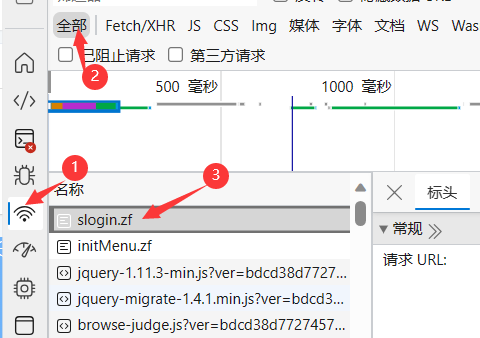 全部 Fetch/XHR JS CSS Img 媒体 字体 文档 WS Was
已阻止请求 第三方请求
2
500 毫秒 1000 毫秒
1
3
名称
标头
slogin.zf
常规
initMenu.zf
请求 URL:
jquery-1.11.3-min.js?ver=bdcd38d7727...
jquery-migrate-1.4.1.min.js?ver=bdcd3...
browse-judge.js?ver=bdcd38d7727457...